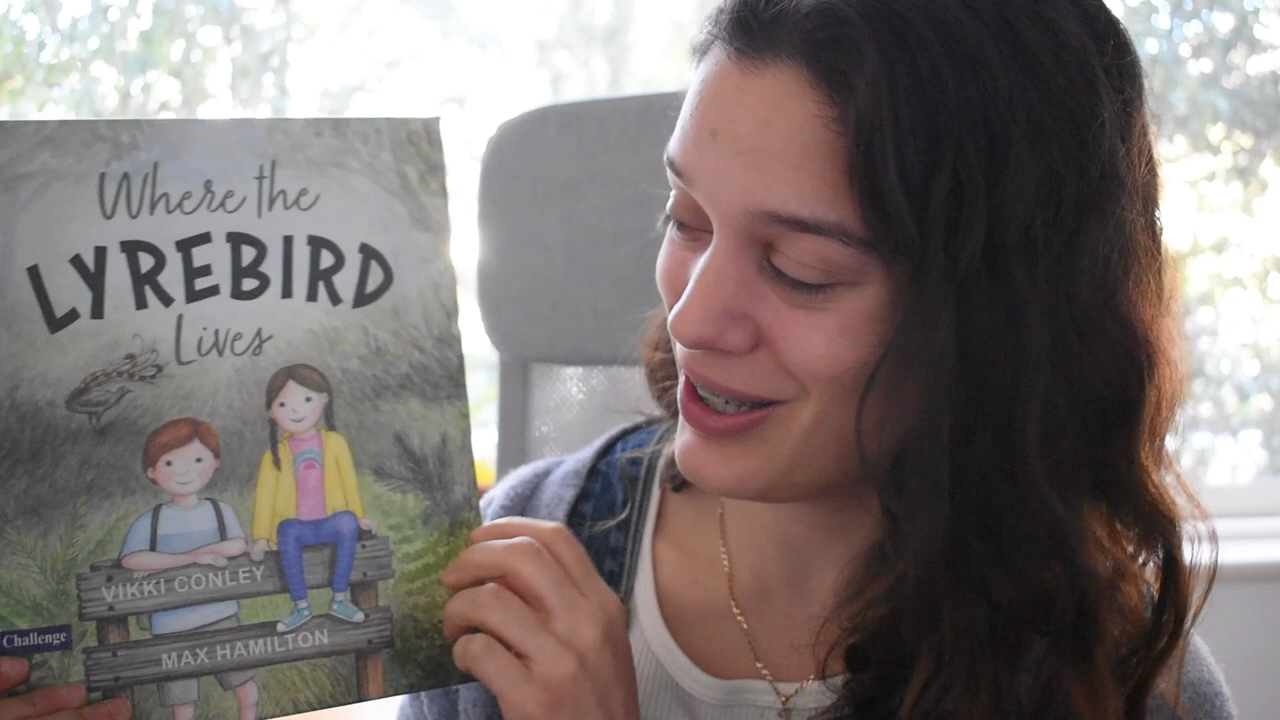 Where the
LYREBIRD
Lives
VIKKI CONLEY
Challenge
MAX HAMILTON